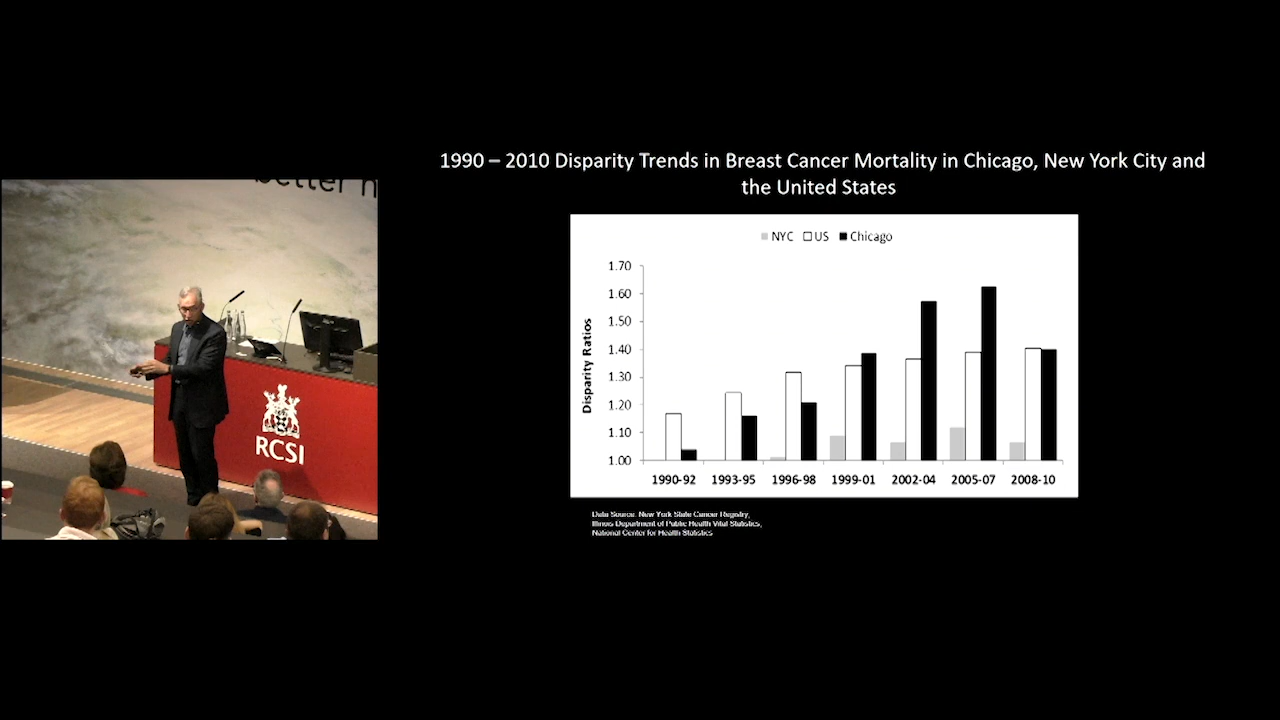 better h
RCSI
1990 – 2010 Disparity Trends in Breast Cancer Mortality in Chicago, New York City and
the United States
NYC US Chicago
Disparity Ratios
1.70
1.60
1.50
1.40
1.30
1.20
1.10
1.00
1990-92 1993-95 1996-98 1999-01 2002-04 2005-07 2008-10
Data Source: New York State Cancer Registry,
Illinois Department of Public Health Vital Statistics,
National Center for Health Statistics